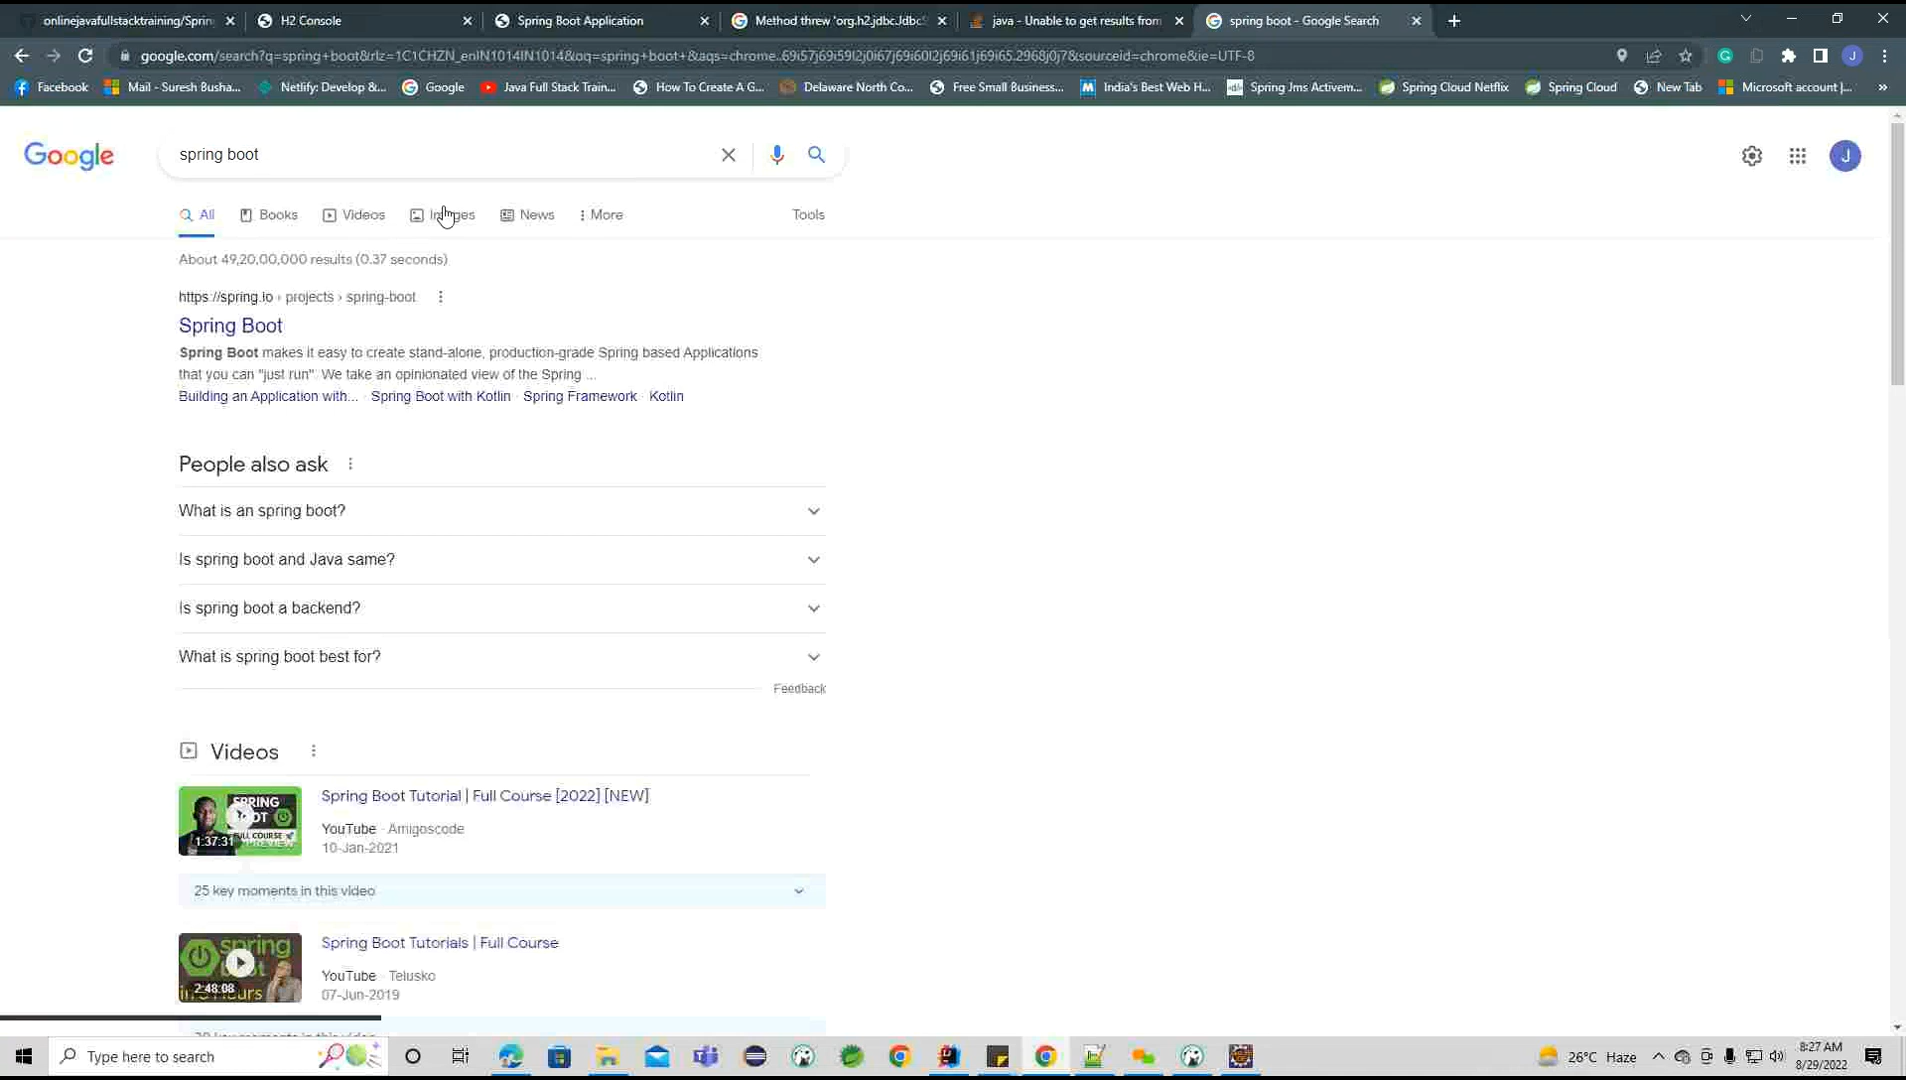 onlinejavafullstacktraining/Sprin
H2 Console
Spring Boot Application
Method threw 'org.h2.jdbc.Jdbc
java - Unable to get results from
spring boot - Google Search
google.com/search?q=spring+boot&rlz=1C1CHZN_enIN1014IN1014&oq=spring+boot+&aqs=chrome..69i57j69i59l2j0i67j69i60l2j69i61j69i65.2968j0j7&sourceid=chrome&ie=UTF-8
Facebook
Mail - Suresh Busha...
Netlify: Develop &...
Google
Java Full Stack Train...
How To Create A G...
Delaware North Co...
Free Small Business...
India's Best Web H...
Spring Jms Activem...
Spring Cloud Netflix
Spring Cloud
New Tab
Microsoft account |...
Google
spring boot
J
All
Books
Videos
Images
News
More
Tools
About 49,20,00,000 results (0.37 seconds)
https://spring.io › projects › spring-boot
Spring Boot
Spring Boot makes it easy to create stand-alone, production-grade Spring based Applications
that you can "just run". We take an opinionated view of the Spring ...
Building an Application with... · Spring Boot with Kotlin · Spring Framework · Kotlin
People also ask
What is an spring boot?
Is spring boot and Java same?
Is spring boot a backend?
What is spring boot best for?
Feedback
Videos
SPRING
BOOT
FULL COURSE
1:37:31
PREVIEW
Spring Boot Tutorial | Full Course [2022] [NEW]
YouTube · Amigoscode
10-Jan-2021
25 key moments in this video
spring
boot
2:48:08
Spring Boot Tutorials | Full Course
YouTube · Telusko
07-Jun-2019
Type here to search
26°C Haze
8:27 AM
8/29/2022